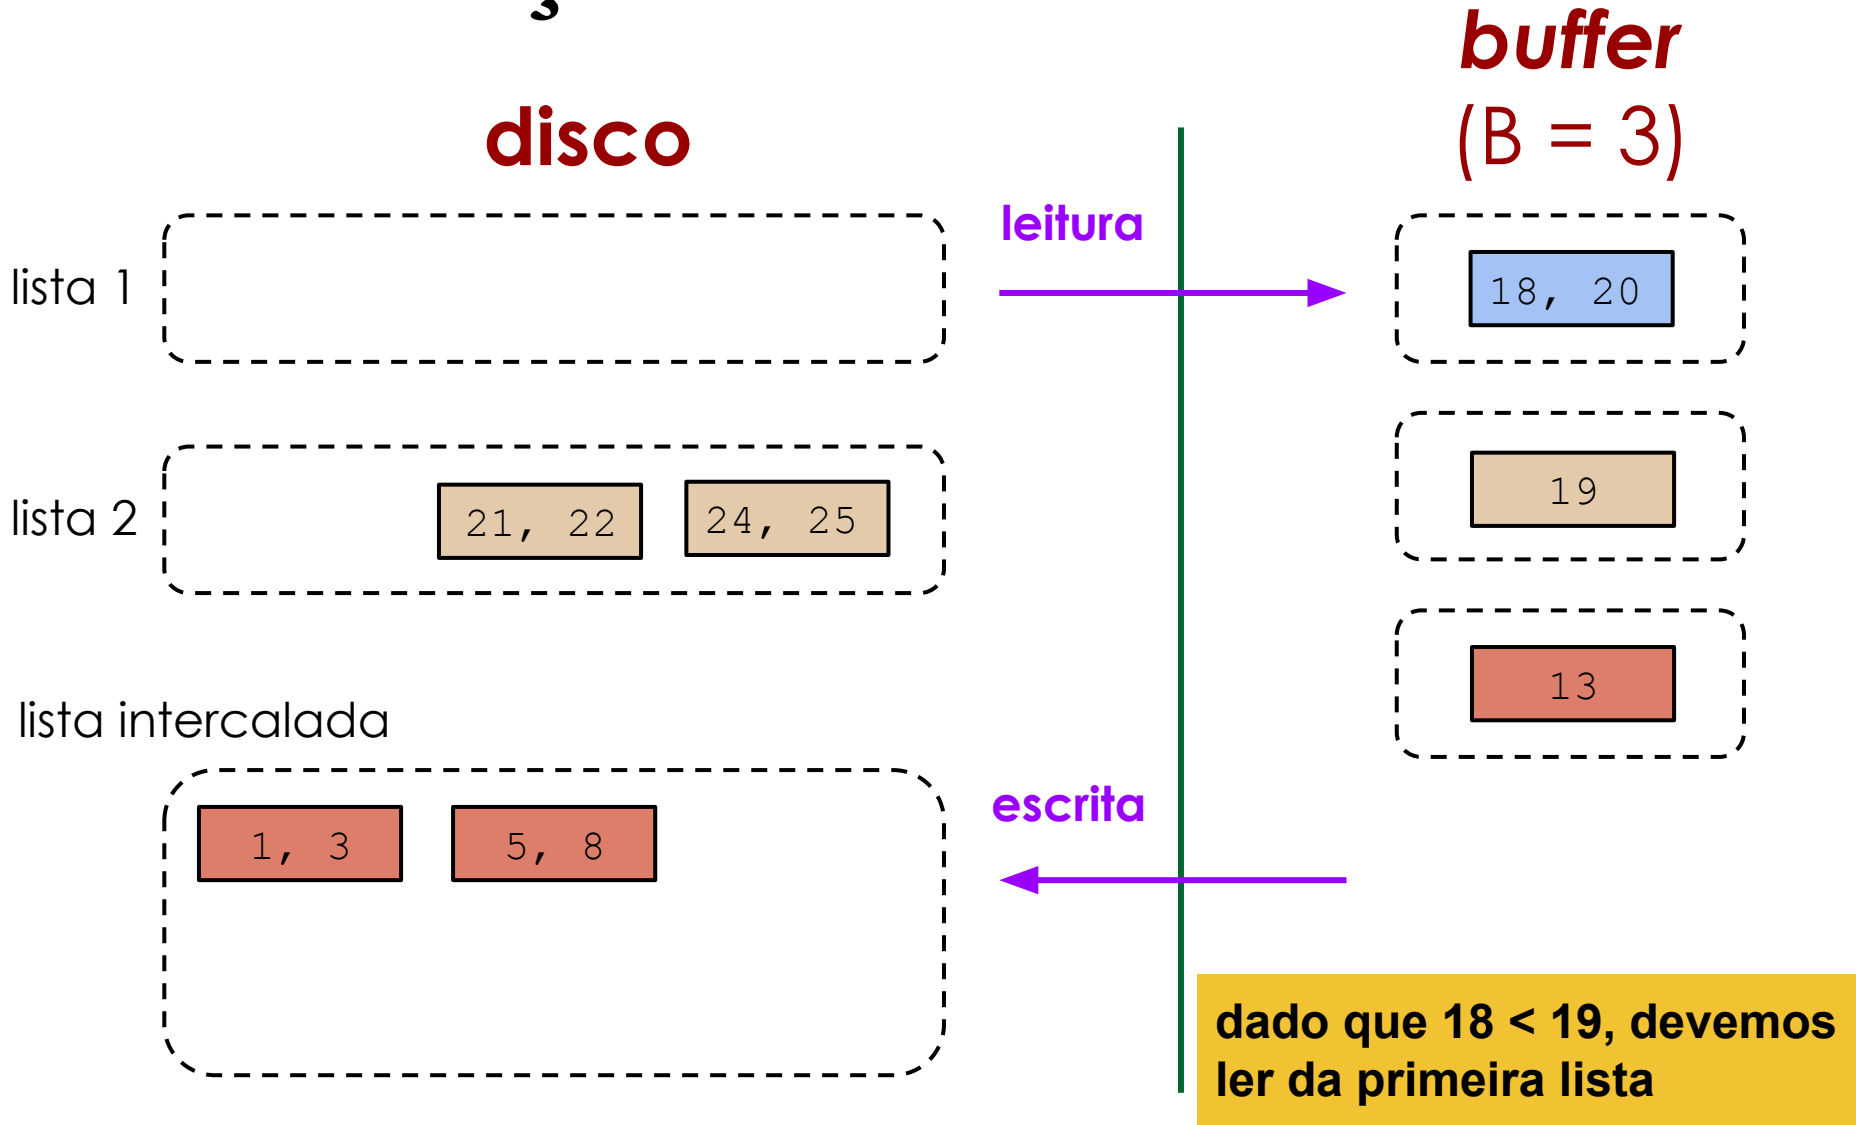 disco
buffer
(B = 3)
leitura
lista 1
18, 20
lista 2
21, 22
24, 25
19
13
lista intercalada
1, 3
5, 8
escrita
dado que 18 < 19, devemos
ler da primeira lista